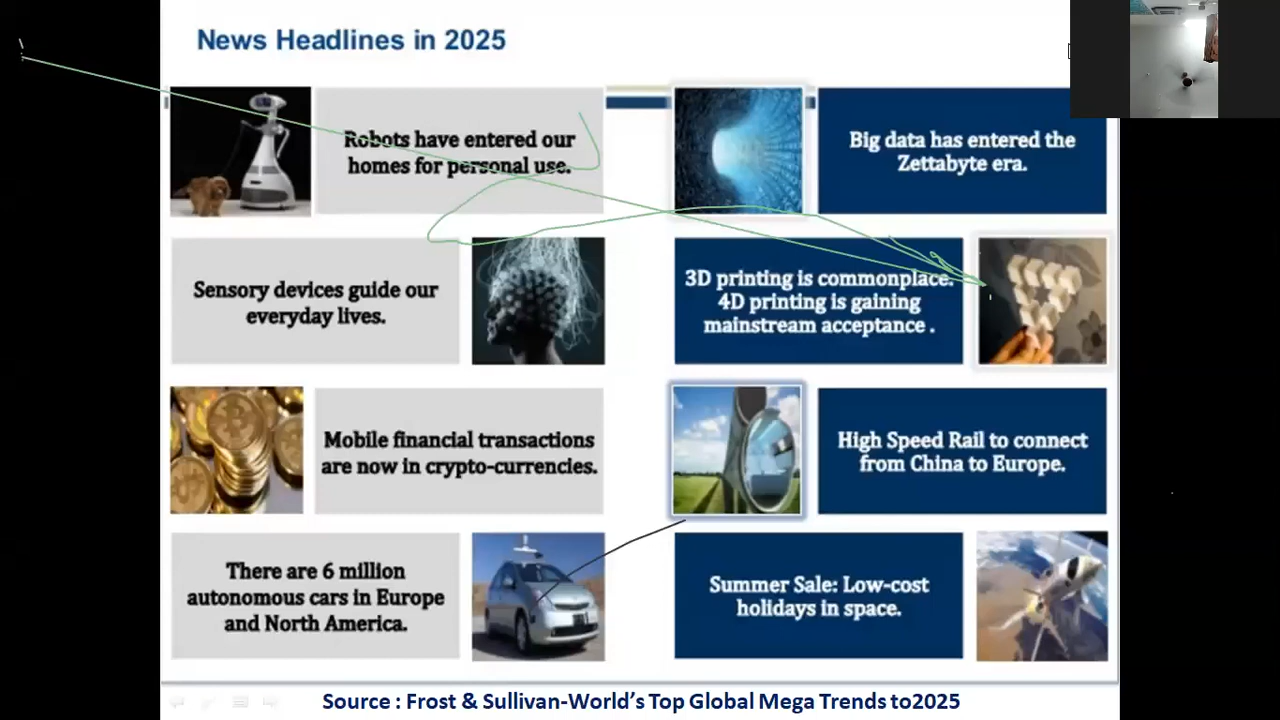 News Headlines in 2025
Robots have entered our
homes for personal use.
Big data has entered the
Zettabyte era.
Sensory devices guide our
everyday lives.
3D printing is commonplace.
4D printing is gaining
mainstream acceptance .
Mobile financial transactions
are now in crypto-currencies.
High Speed Rail to connect
from China to Europe.
There are 6 million
autonomous cars in Europe
and North America.
Summer Sale: Low-cost
holidays in space.
Source : Frost & Sullivan-World's Top Global Mega Trends to2025